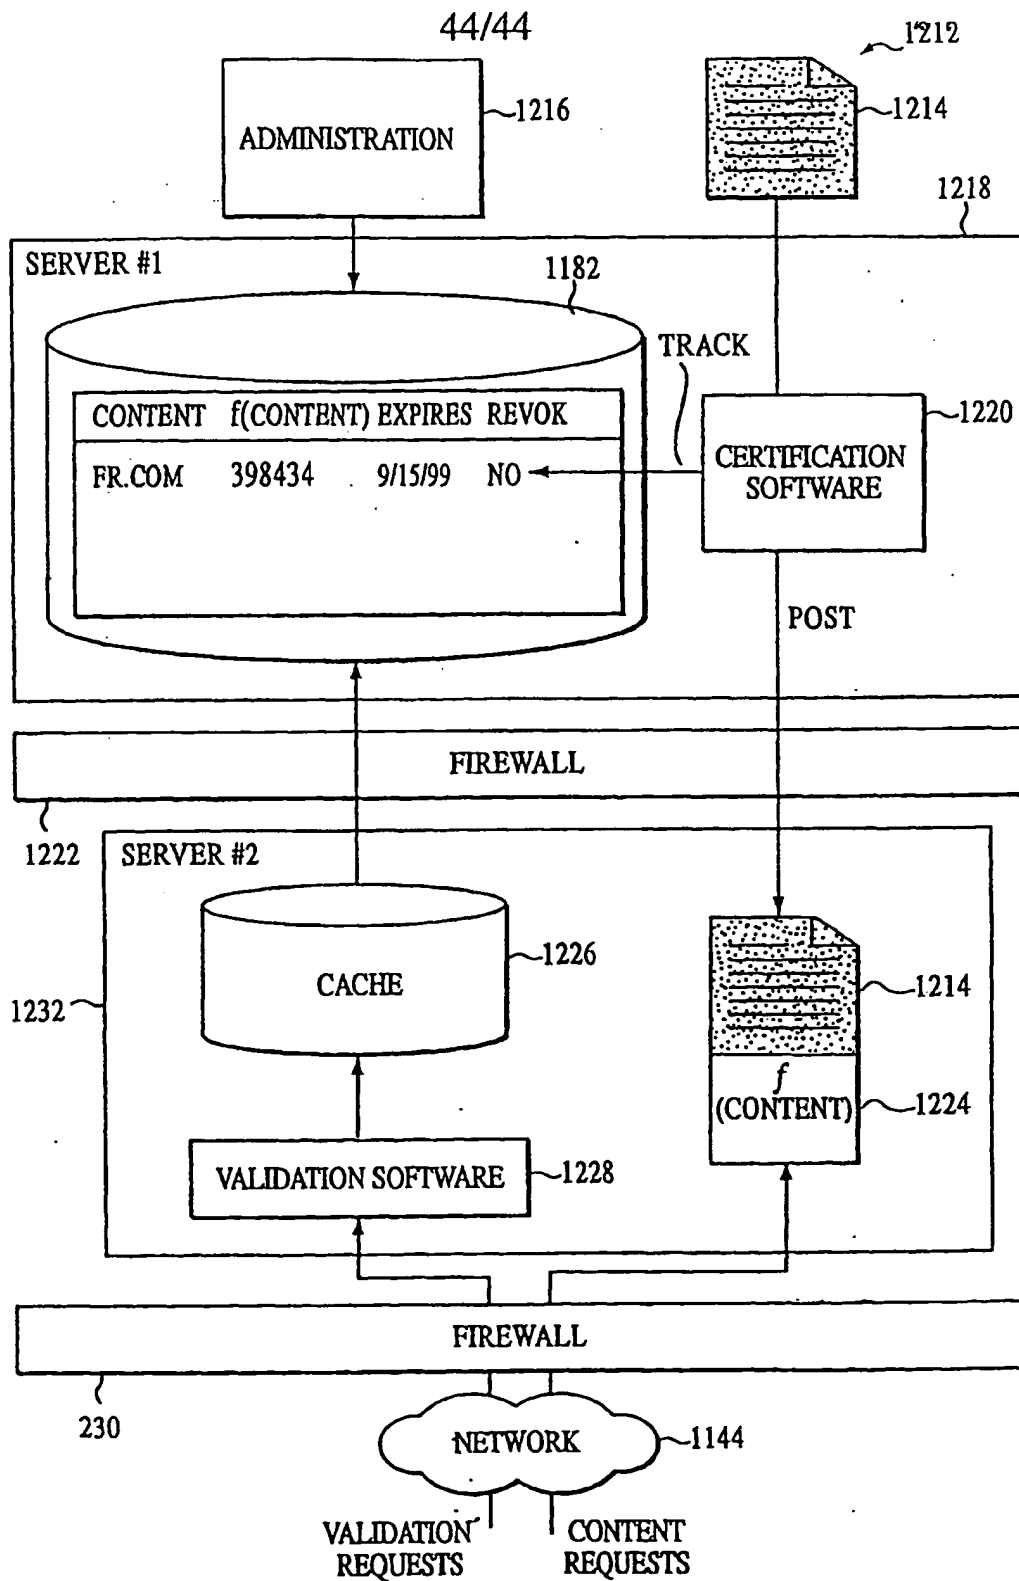 44/44
1212
ADMINISTRATION
1216
1214
1218
SERVER #1
1182
TRACK
CONTENT f(CONTENT) EXPIRES REVOK
FR.COM 398434 9/15/99 NO
CERTIFICATION
SOFTWARE
1220
POST
FIREWALL
1222
SERVER #2
CACHE
1226
1214
1232
f
(CONTENT)
1224
VALIDATION SOFTWARE
1228
FIREWALL
230
NETWORK
1144
VALIDATION
REQUESTS
CONTENT
REQUESTS